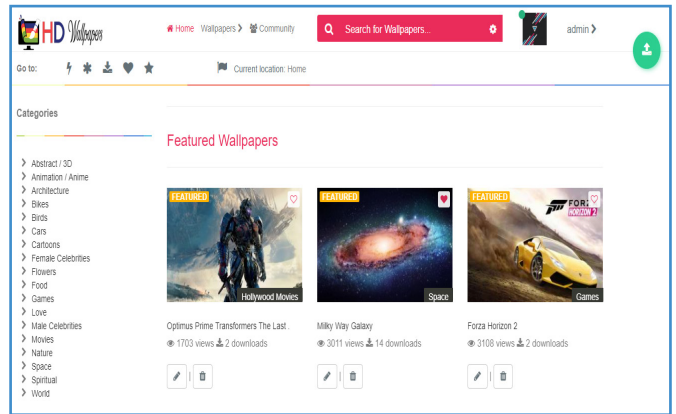 HD Wallpapers
Home Wallpapers Community
Search for Wallpapers...
admin
Go to:
Current location: Home
Categories
Abstract / 3D
Animation / Anime
Architecture
Bikes
Birds
Cars
Cartoons
Female Celebrities
Flowers
Food
Games
Love
Male Celebrities
Movies
Nature
Space
Spiritual
World
Featured Wallpapers
FEATURED
Hollywood Movies
Optimus Prime Transformers The Last .
1703 views 2 downloads
|
FEATURED
Space
Milky Way Galaxy
3011 views 14 downloads
|
FEATURED
HORIZON 2
Games
Forza Horizon 2
3108 views 2 downloads
|